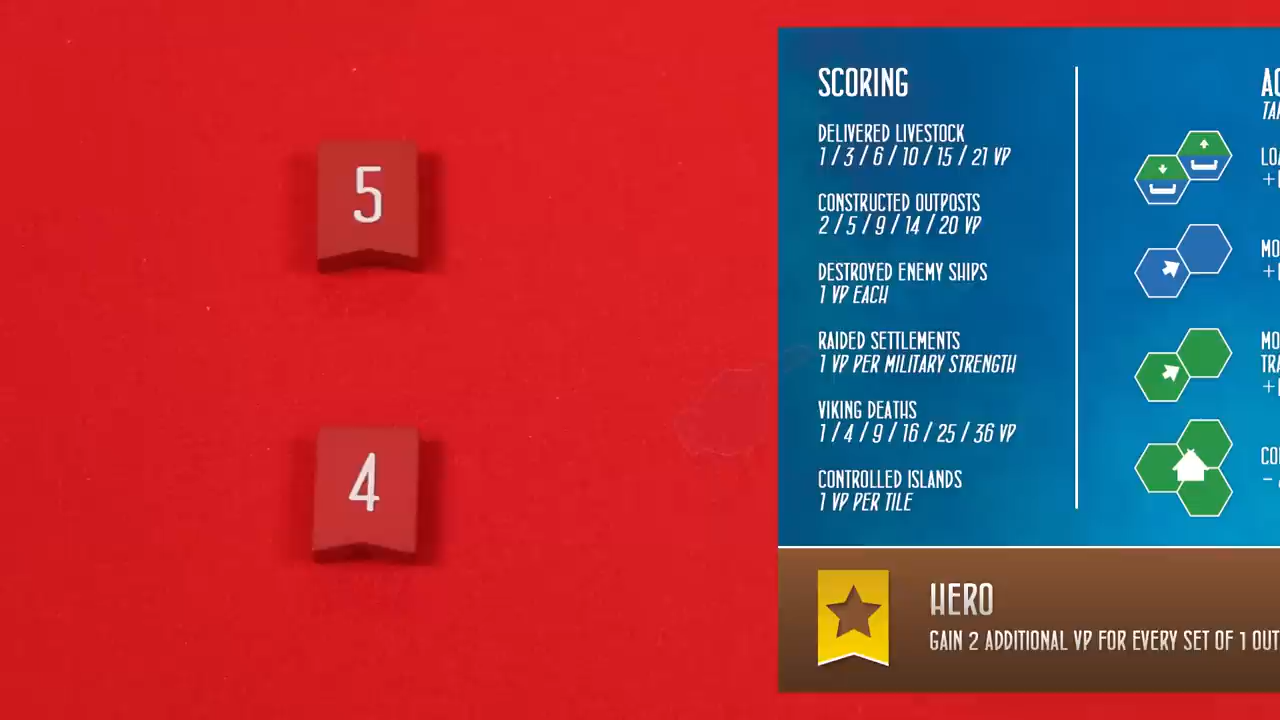 5
4
SCORING
DELIVERED LIVESTOCK
1 / 3 / 6 / 10 / 15 / 21 VP
CONSTRUCTED OUTPOSTS
2 / 5 / 9 / 14 / 20 VP
DESTROYED ENEMY SHIPS
1 VP EACH
RAIDED SETTLEMENTS
1 VP PER MILITARY STRENGTH
VIKING DEATHS
1 / 4 / 9 / 16 / 25 / 36 VP
CONTROLLED ISLANDS
1 VP PER TILE
HERO
GAIN 2 ADDITIONAL VP FOR EVERY SET OF 1